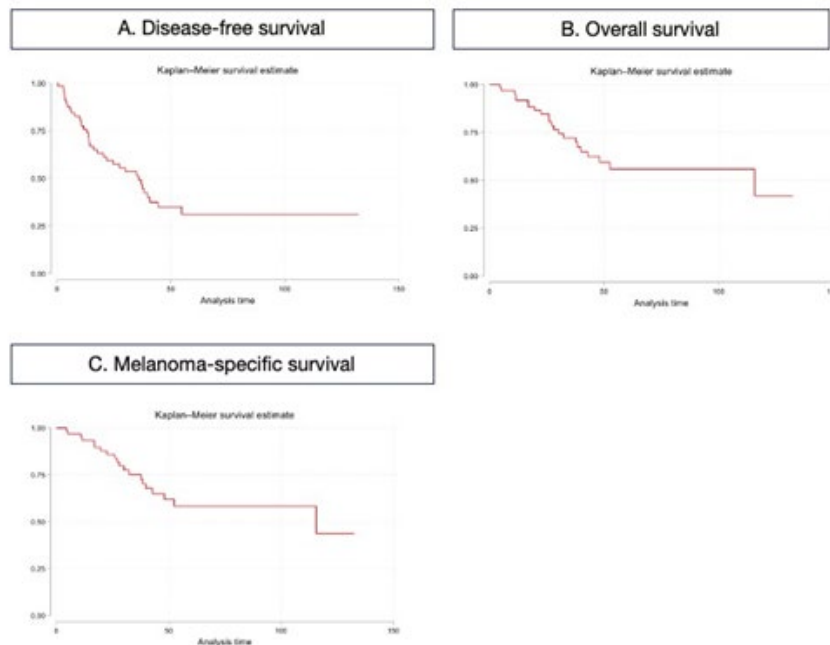 A. Disease-free survival
Kaplan–Meier survival estimate
1.00
0.75
0.50
0.25
0.00
0
50
100
150
Analysis time
B. Overall survival
Kaplan–Meier survival estimate
1.00
0.75
0.50
0.25
0.00
0
50
100
Analysis time
C. Melanoma-specific survival
Kaplan–Meier survival estimate
1.00
0.75
0.50
0.25
0.00
0
50
100
150
Analysis time